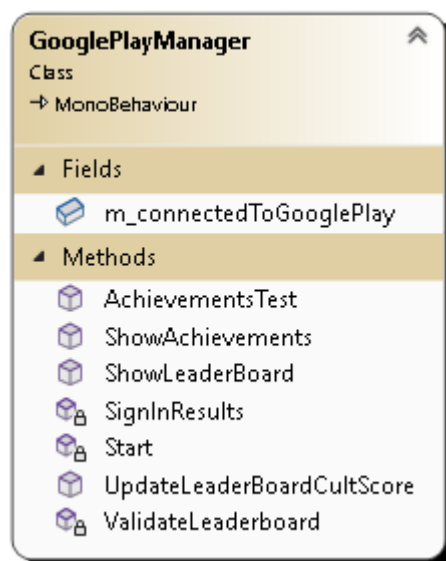 GooglePlayManager
Class
MonoBehaviour
Fields
m_connectedToGooglePlay
Methods
AchievementsTest
ShowAchievements
ShowLeaderBoard
SignInResults
Start
UpdateLeaderBoardCultScore
ValidateLeaderboard